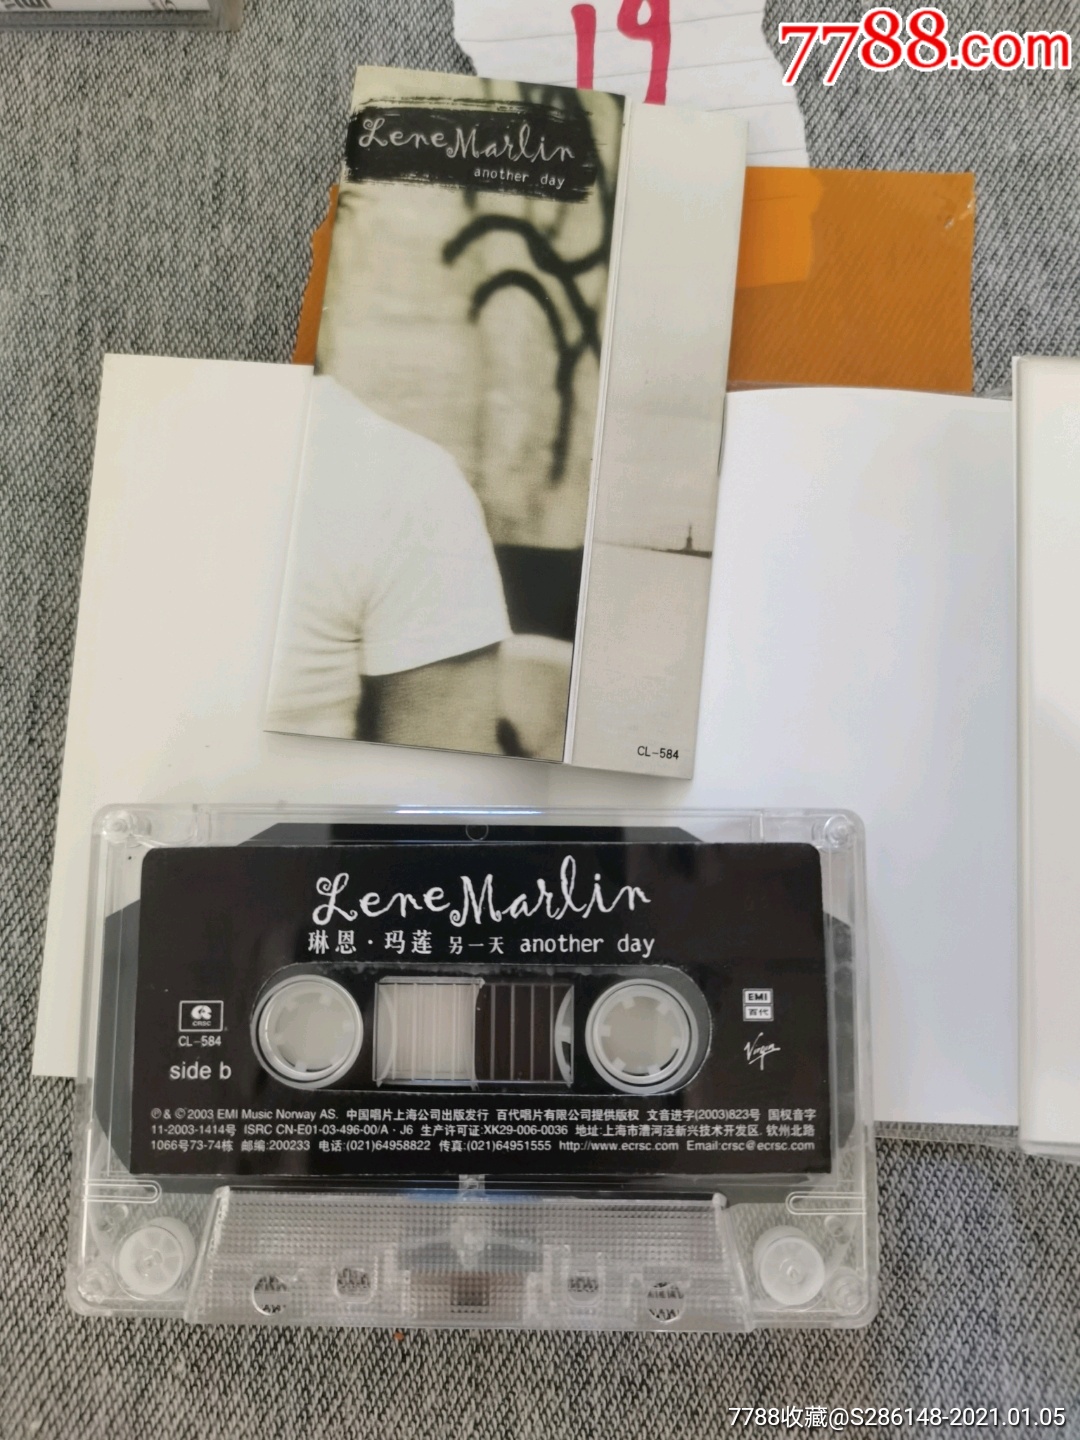 19
7788.com
Lene Marlin
another day
CL-584
Lene Marlin
琳恩·玛莲 另一天 another day
CRSC
CL-584
side b
EMI
百代
Virgin
℗ & © 2003 EMI Music Norway AS. 中国唱片上海公司出版发行 百代唱片有限公司提供版权 文音进字(2003)823号 国权音字
11-2003-1414号 ISRC CN-E01-03-496-00/A·J6 生产许可证:XK29-006-0036 地址:上海市漕河泾新兴技术开发区. 钦州北路
1066号73-74栋 邮编:200233 电话:(021)64958822 传真:(021)64951555 http://www.ecrsc.com Email:crsc@ecrsc.com
7788收藏@S286148-2021.01.05